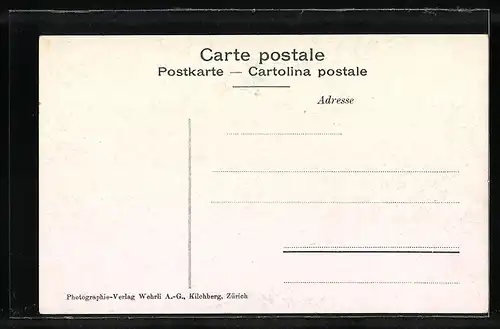 Carte postale
Postkarte — Cartolina postale
Adresse
Photographie-Verlag Wehrli A.-G., Kilchberg. Zürich